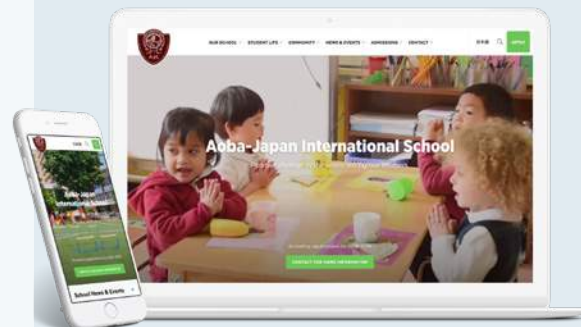 OUR SCHOOL
STUDENT LIFE
COMMUNITY
NEWS & EVENTS
ADMISSIONS
CONTACT
日本語
APPLY
Aoba-Japan International School
CONTACT FOR MORE INFORMATION
Aoba-Japan
International School
School News & Events